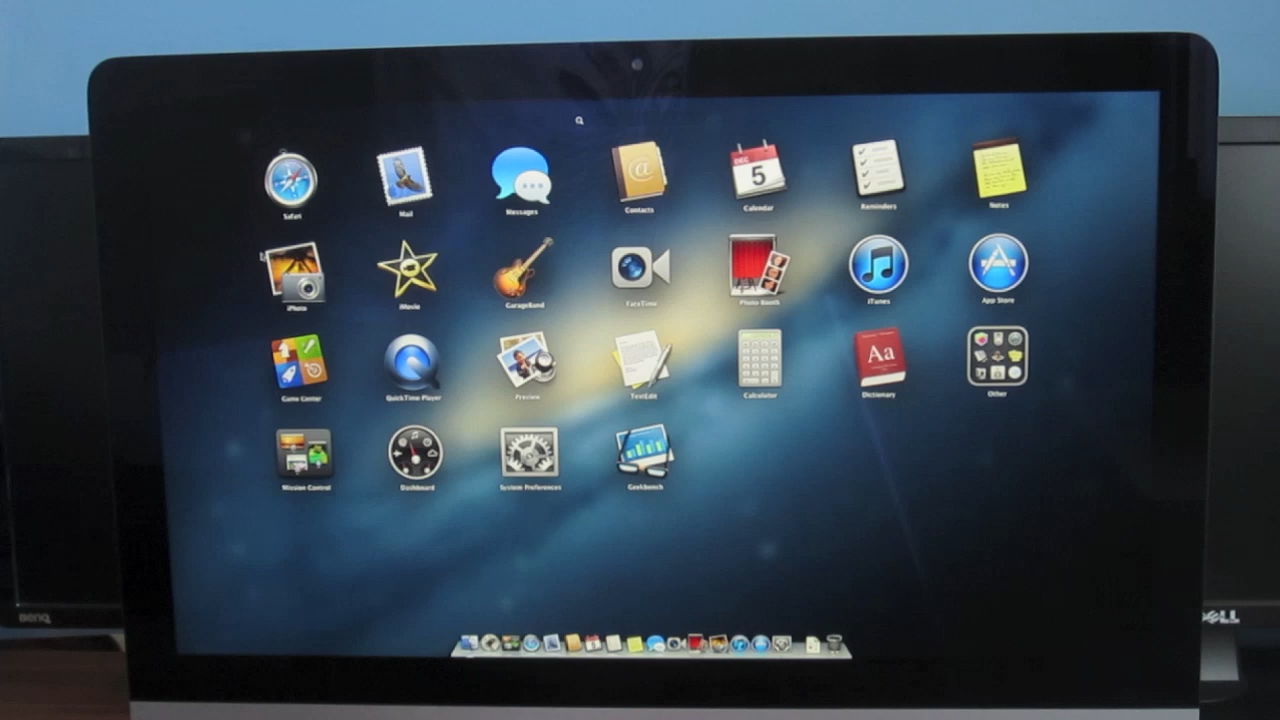 DEC
5
Safari
Mail
Messages
Contacts
Calendar
Reminders
Notes
iPhoto
iMovie
GarageBand
FaceTime
Photo Booth
iTunes
App Store
Aa
Game Center
QuickTime Player
Preview
TextEdit
Calculator
Dictionary
Other
Mission Control
Dashboard
System Preferences
Geekbench
BenQ
DELL